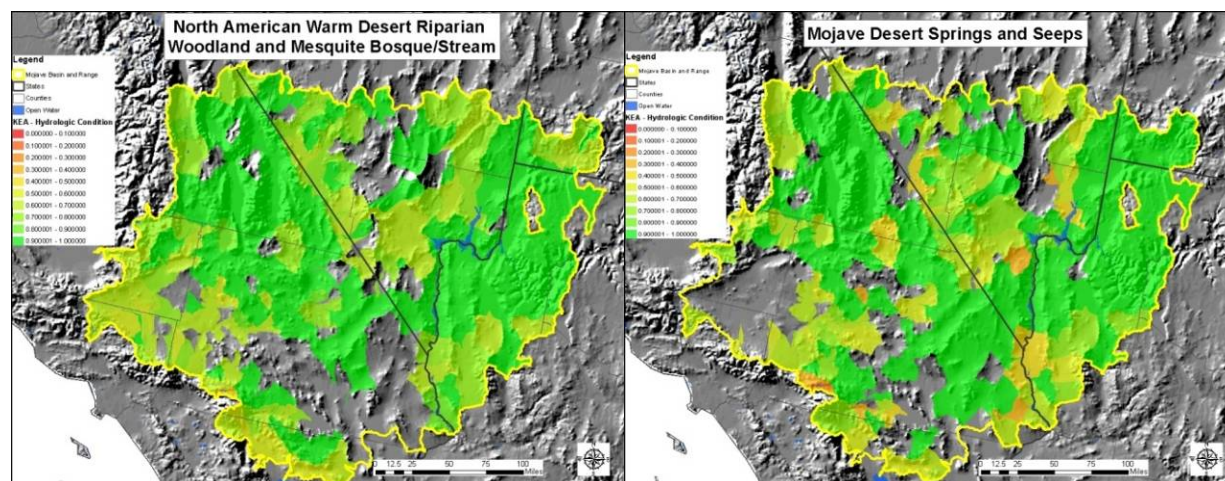 North American Warm Desert Riparian
Woodland and Mesquite Bosque/Stream
Legend
Mojave Basin and Range
States
Counties
Open Water
KEA - Hydrologic Condition
0.000000 - 0.100000
0.100001 - 0.200000
0.200001 - 0.300000
0.300001 - 0.400000
0.400001 - 0.500000
0.500001 - 0.600000
0.600001 - 0.700000
0.700001 - 0.800000
0.800001 - 0.900000
0.900001 - 1.000000
0 12.5 25 50 75 100
Miles
Mojave Desert Springs and Seeps
Legend
Mojave Basin and Range
States
Counties
Open Water
KEA - Hydrologic Condition
0.000000 - 0.100000
0.100001 - 0.200000
0.200001 - 0.300000
0.300001 - 0.400000
0.400001 - 0.500000
0.500001 - 0.600000
0.600001 - 0.700000
0.700001 - 0.800000
0.800001 - 0.900000
0.900001 - 1.000000
0 12.5 25 50 75 100
Miles